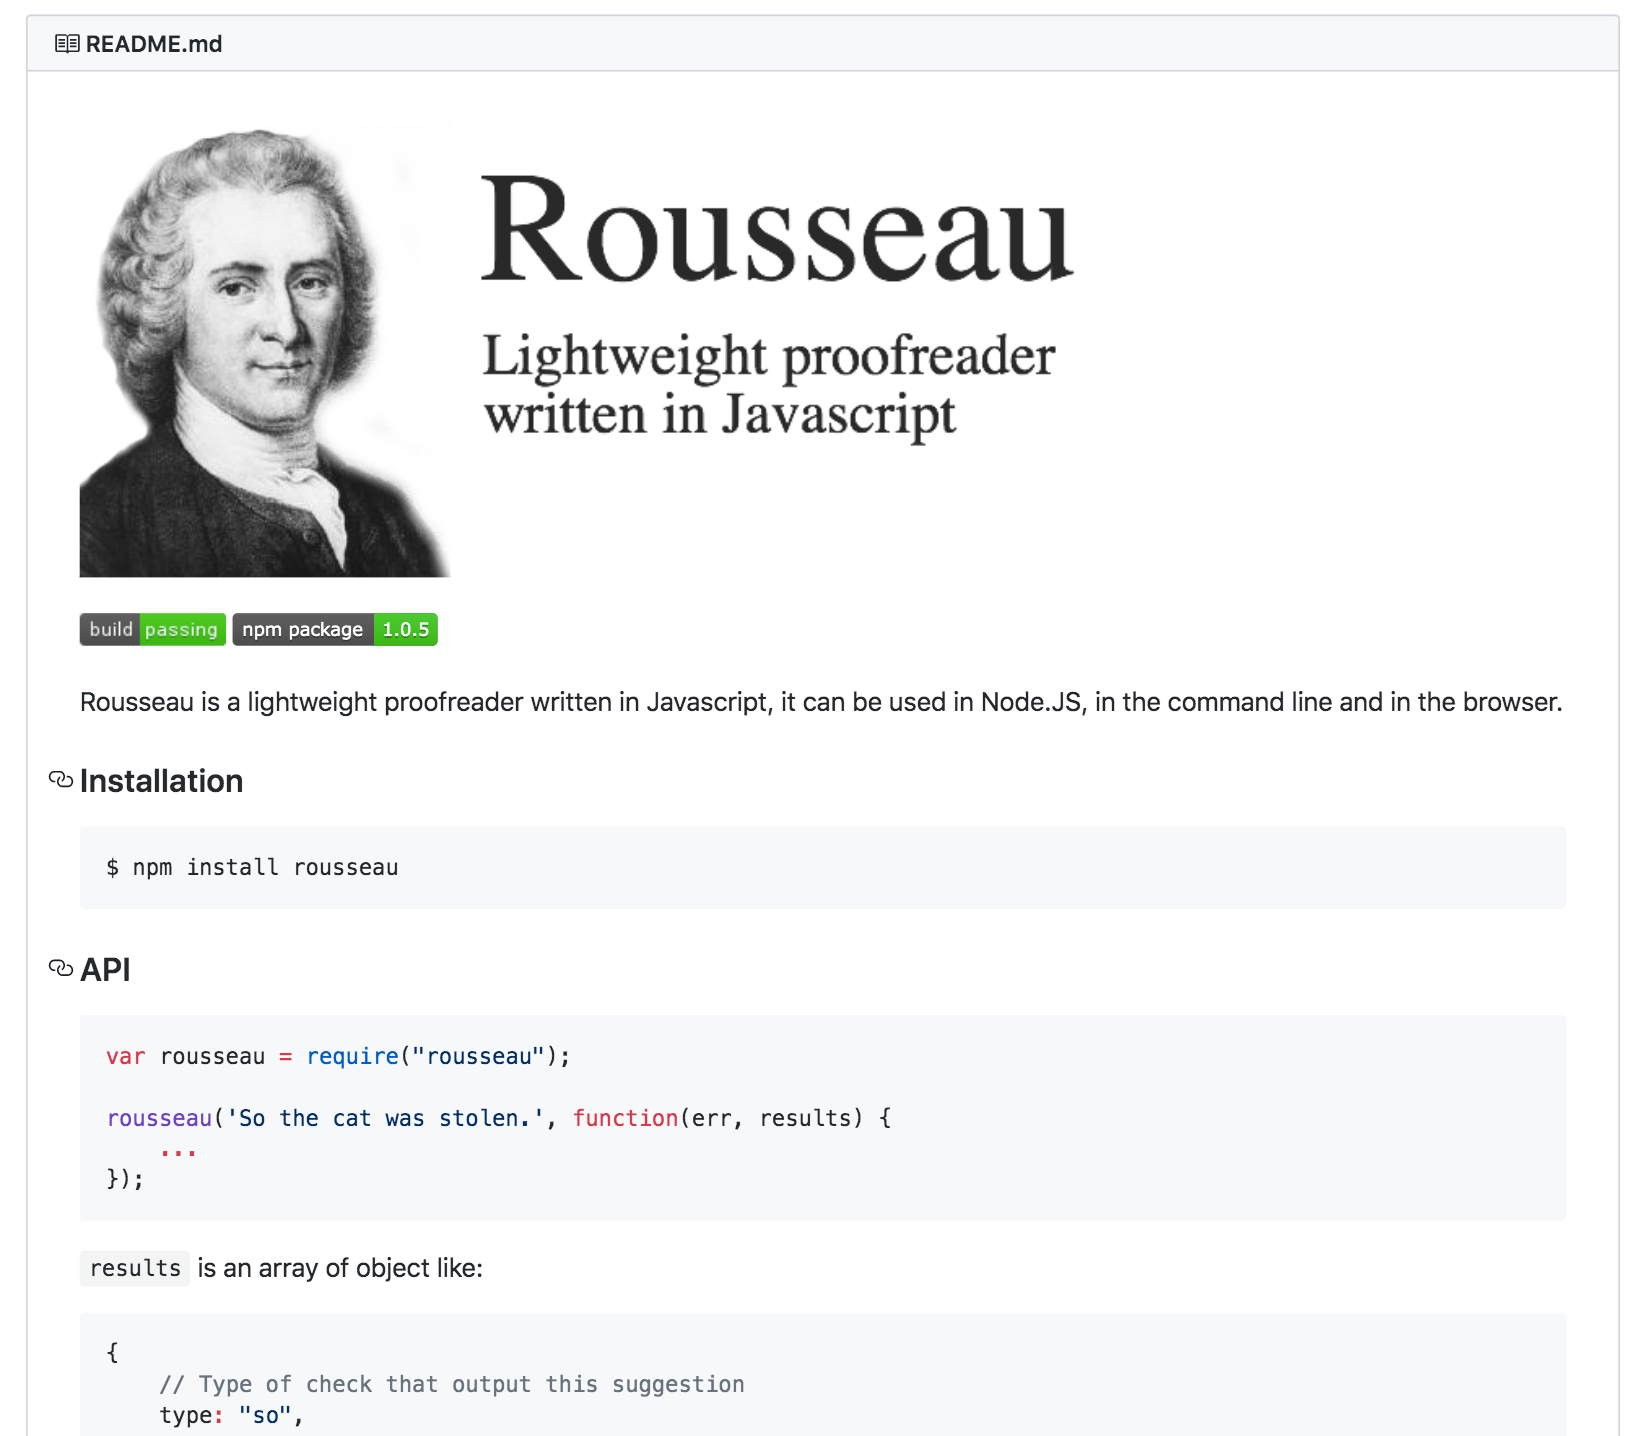 README.md
Rousseau
Lightweight proofreader
written in Javascript
build passing npm package 1.0.5
Rousseau is a lightweight proofreader written in Javascript, it can be used in Node.JS, in the command line and in the browser.
Installation
$ npm install rousseau
API
var rousseau = require("rousseau");
rousseau('So the cat was stolen.', function(err, results) {
    ...
});
results is an array of object like:
{
    // Type of check that output this suggestion
    type: "so",